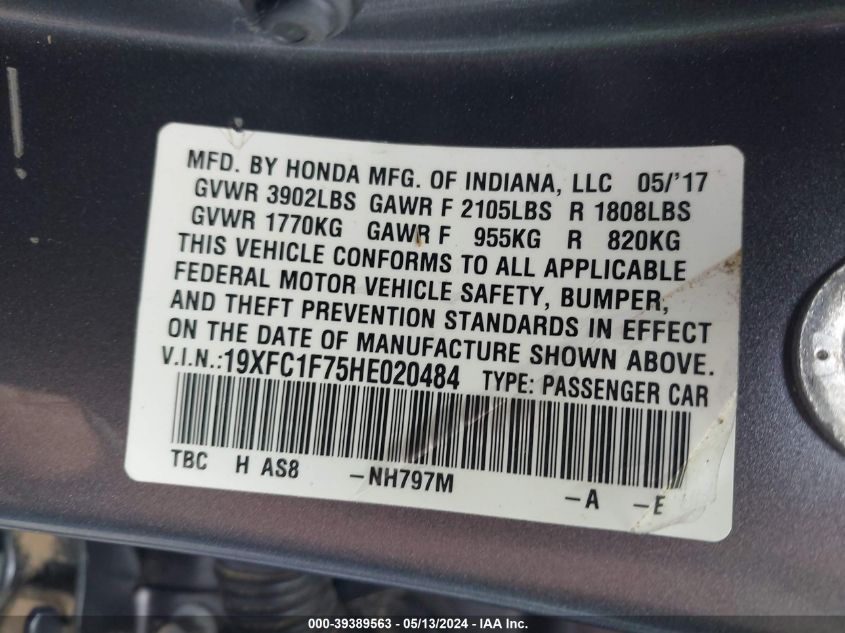 MFD. BY HONDA MFG. OF INDIANA, LLC 05/'17
GVWR 3902LBS GAWR F 2105LBS R 1808LBS
GVWR 1770KG GAWR F 955KG R 820KG
THIS VEHICLE CONFORMS TO ALL APPLICABLE
FEDERAL MOTOR VEHICLE SAFETY, BUMPER,
AND THEFT PREVENTION STANDARDS IN EFFECT
ON THE DATE OF MANUFACTURE SHOWN ABOVE.
V.I.N.:19XFC1F75HE020484 TYPE: PASSENGER CAR
TBC H AS8 -NH797M -A -E
000-39389563 - 05/13/2024 - IAA Inc.